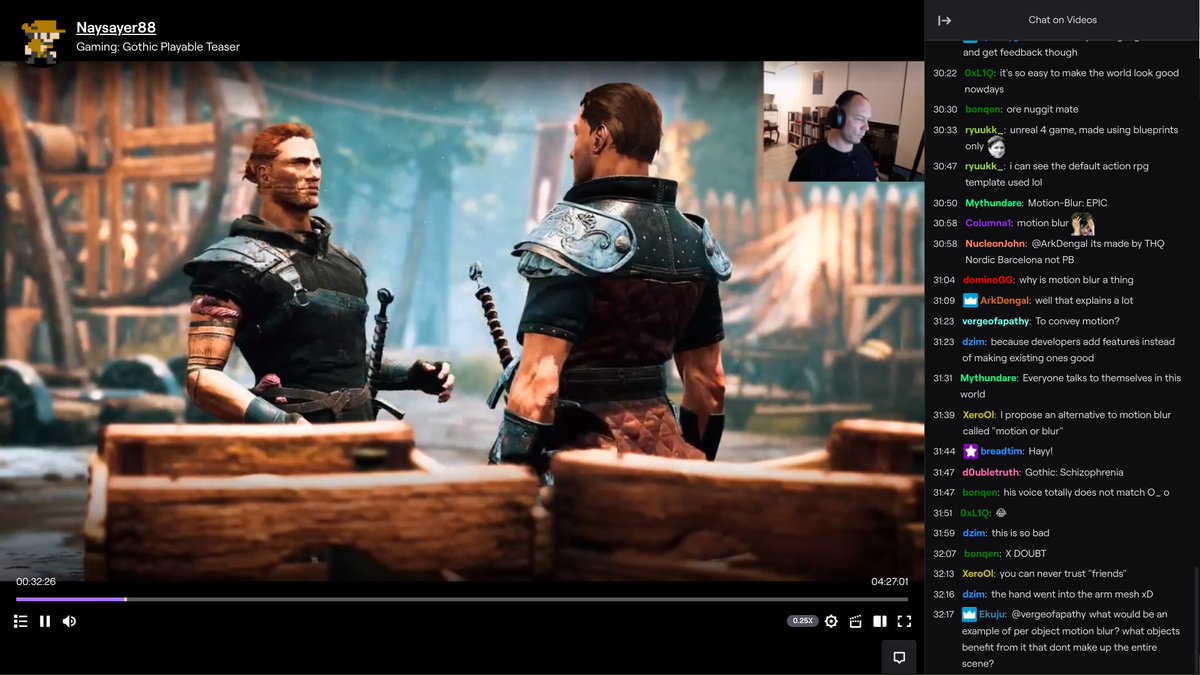 Naysayer88
Gaming: Gothic Playable Teaser
Chat on Videos
and get feedback though
30:22 0xL1Q: it's so easy to make the world look good
nowdays
30:30 bonqen: ore nuggit mate
30:33 ryuukk_: unreal 4 game, made using blueprints
only
30:47 ryuukk_: i can see the default action rpg
template used lol
30:50 Mythundare: Motion-Blur: EPIC
30:58 Columna1: motion blur
30:58 NucleonJohn: @ArkDengal its made by THQ
Nordic Barcelona not PB
31:04 dominoGG: why is motion blur a thing
31:09 ArkDengal: well that explains a lot
31:23 vergeofapathy: To convey motion?
31:23 dzim: because developers add features instead
of making existing ones good
31:31 Mythundare: Everyone talks to themselves in this
world
31:39 XeroOl: I propose an alternative to motion blur
called "motion or blur"
31:44 breadtim: Hayy!
31:47 d0ubletruth: Gothic: Schizophrenia
31:47 bonqen: his voice totally does not match O_ o
31:51 0xL1Q: 😂
31:59 dzim: this is so bad
32:07 bonqen: X DOUBT
32:13 XeroOl: you can never trust "friends"
32:16 dzim: the hand went into the arm mesh xD
32:17 Ekuju: @vergeofapathy what would be an
example of per object motion blur? what objects
benefit from it that dont make up the entire
scene?
00:32:26
04:27:01
0.25X